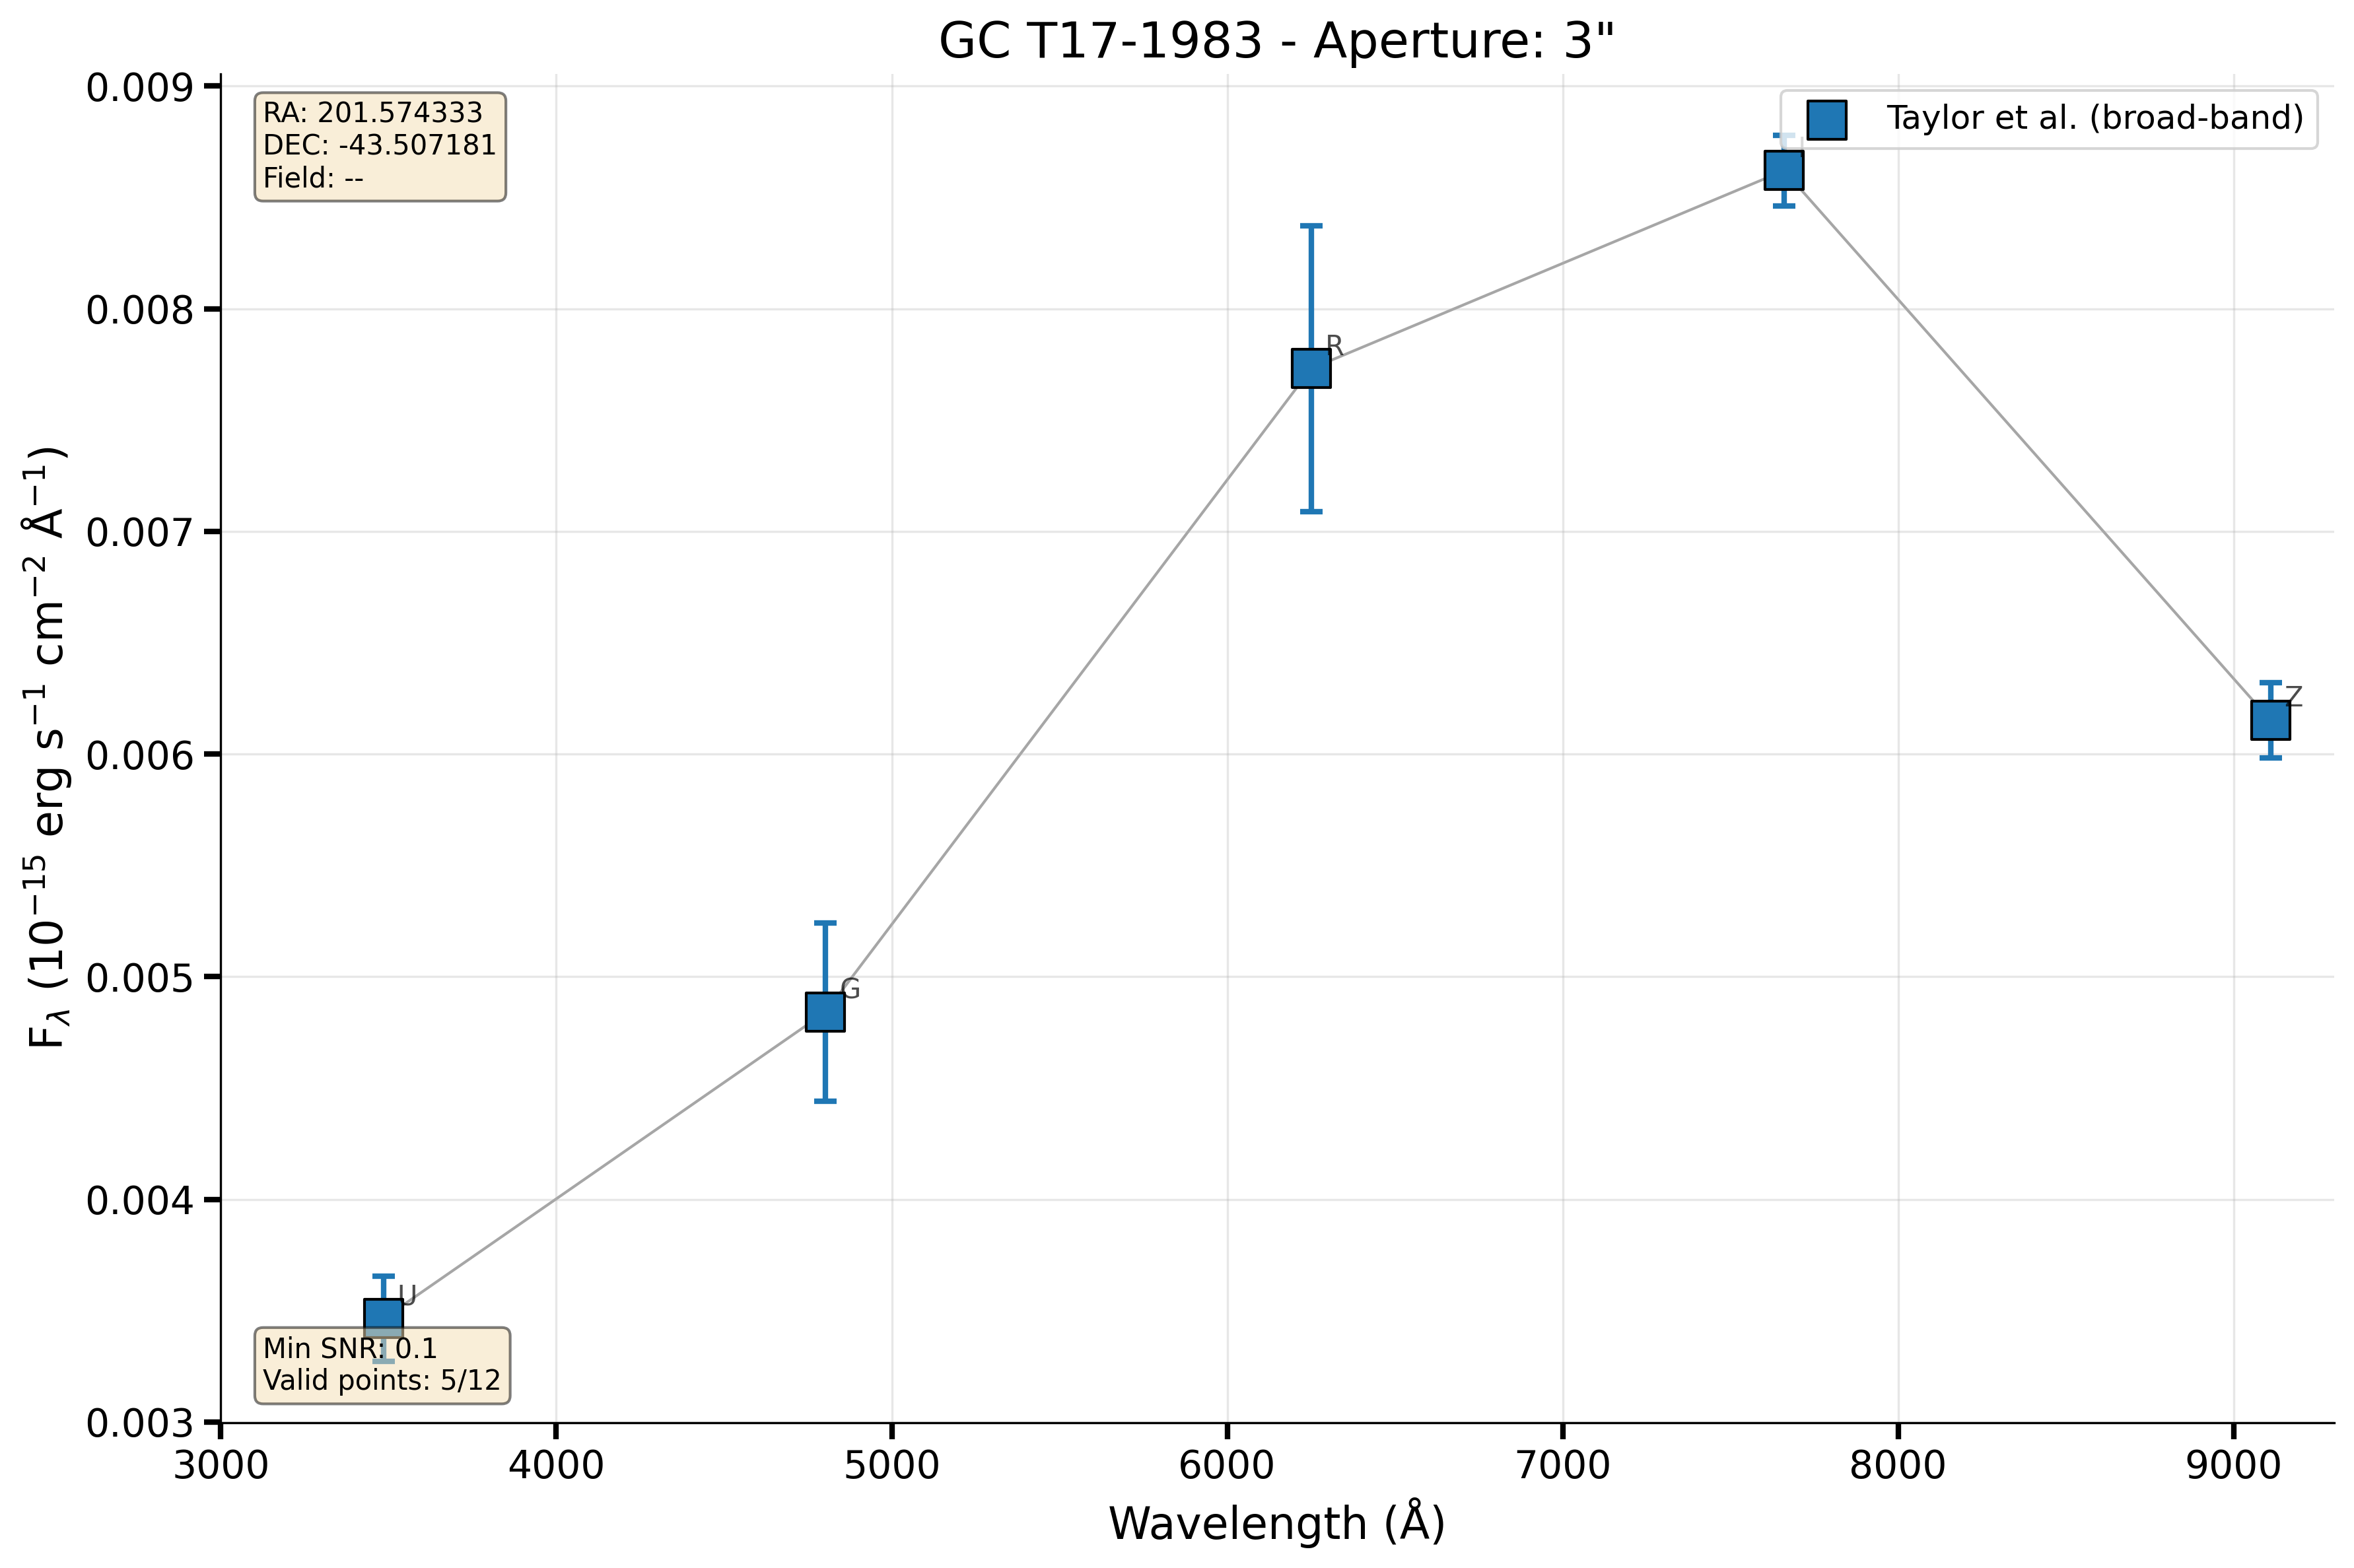 GC T17-1983 - Aperture: 3"
RA: 201.574333
DEC: -43.507181
Field: --
Taylor et al. (broad-band)
0.009
0.008
0.007
0.006
0.005
0.004
0.003
F_λ (10⁻¹⁵ erg s⁻¹ cm⁻² Å⁻¹)
R
Z
G
U
Min SNR: 0.1
Valid points: 5/12
3000 4000 5000 6000 7000 8000 9000
Wavelength (Å)